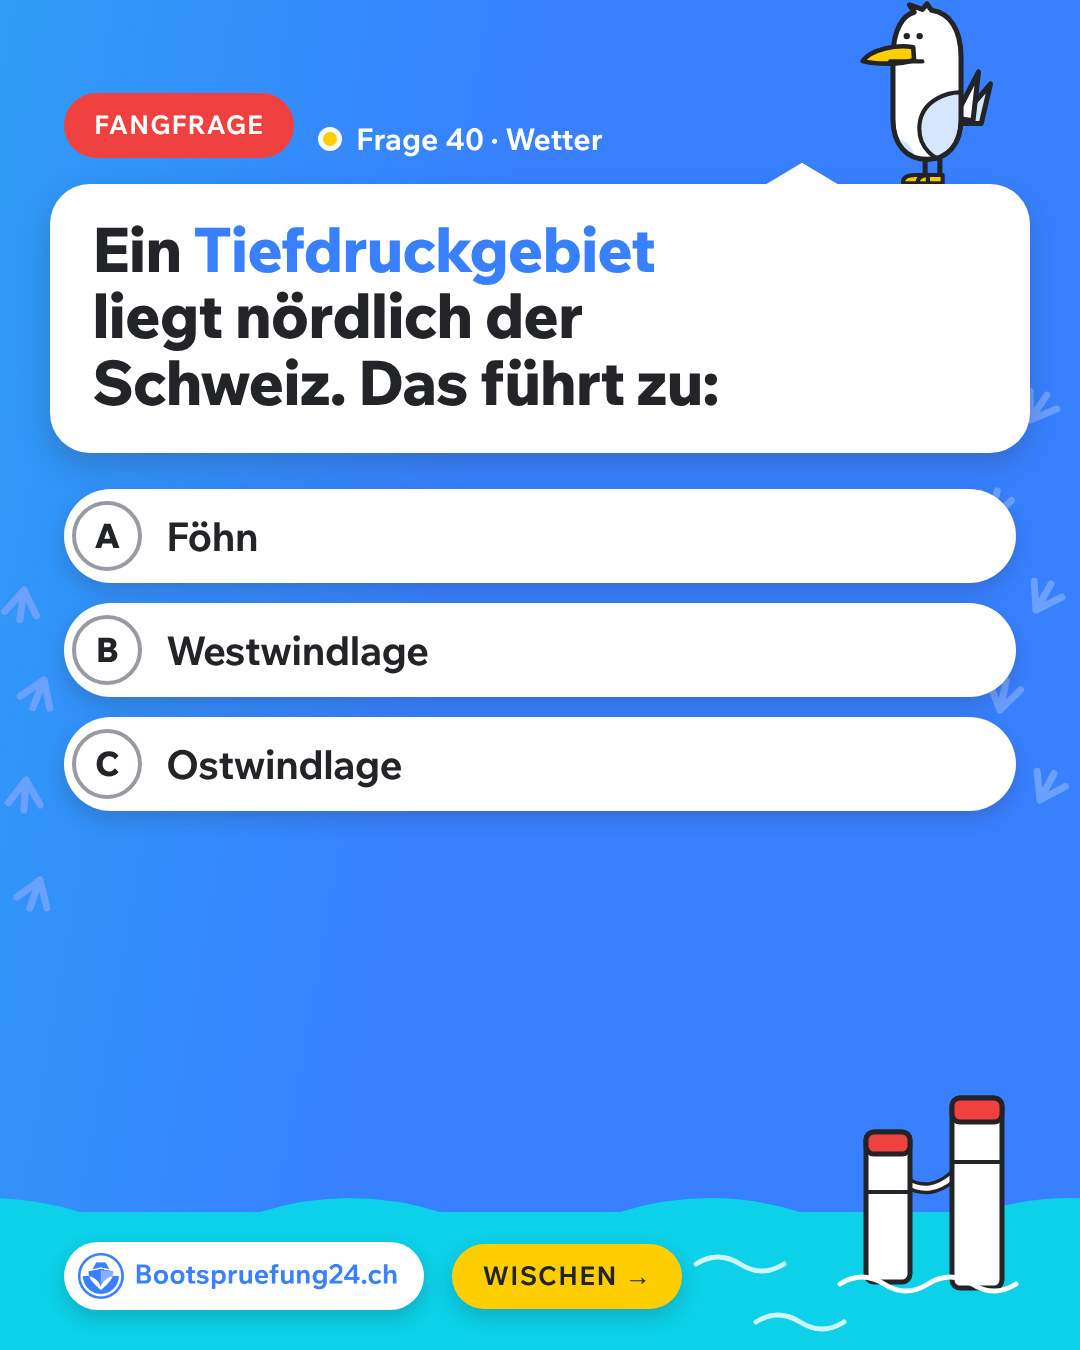 FANGFRAGE
Frage 40 · Wetter
Ein Tiefdruckgebiet
liegt nördlich der
Schweiz. Das führt zu:
A Föhn
B Westwindlage
C Ostwindlage
Bootspruefung24.ch
WISCHEN →